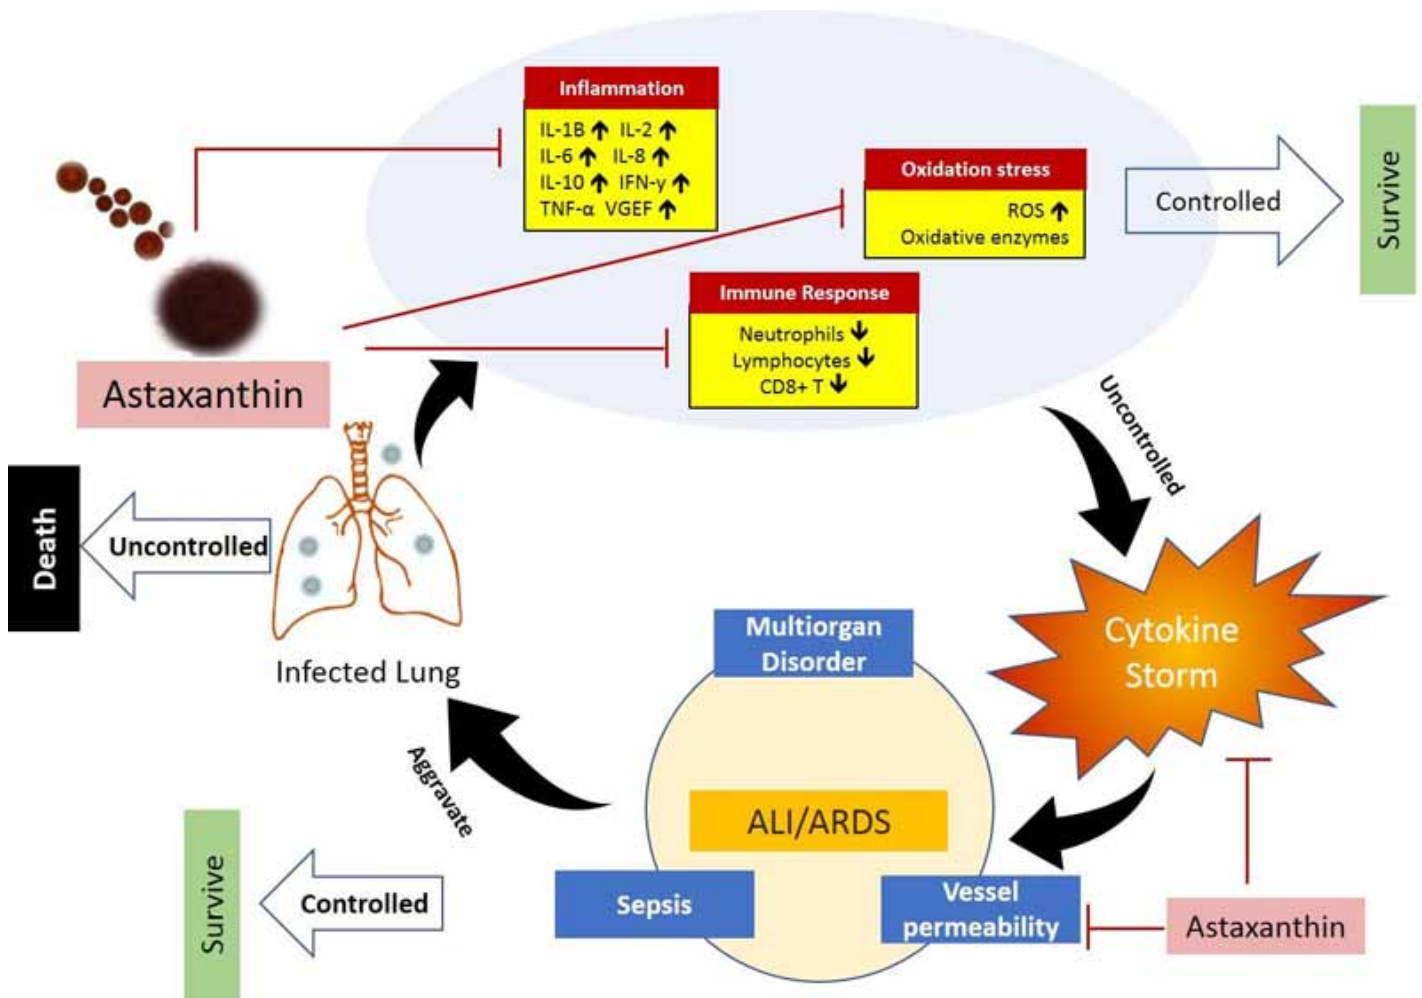 Inflammation
IL-1B ↑ IL-2 ↑
IL-6 ↑ IL-8 ↑
IL-10 ↑ IFN-γ ↑
TNF-α VGEF ↑
Oxidation stress
ROS ↑
Oxidative enzymes
Immune Response
Neutrophils ↓
Lymphocytes ↓
CD8+ T ↓
Controlled
Survive
Astaxanthin
Uncontrolled
Death
Uncontrolled
Infected Lung
Cytokine
Storm
Multiorgan
Disorder
ALI/ARDS
Sepsis
Vessel
permeability
Aggravate
Astaxanthin
Controlled
Survive